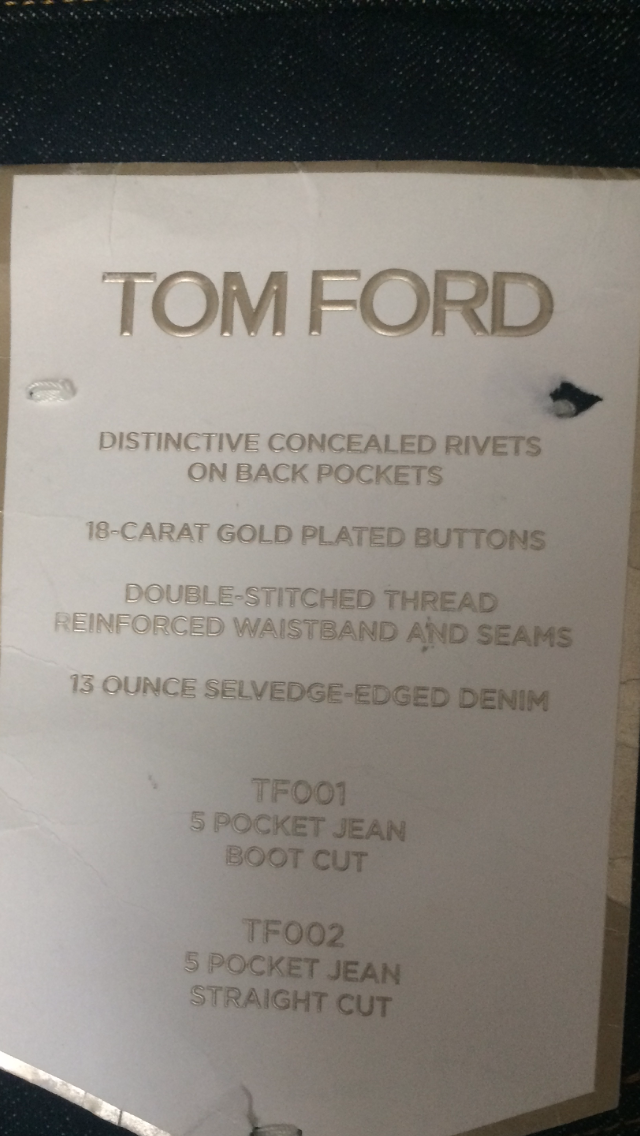 TOM FORD
DISTINCTIVE CONCEALED RIVETS
ON BACK POCKETS
18-CARAT GOLD PLATED BUTTONS
DOUBLE-STITCHED THREAD
REINFORCED WAISTBAND AND SEAMS
13 OUNCE SELVEDGE-EDGED DENIM
TF001
5 POCKET JEAN
BOOT CUT
TF002
5 POCKET JEAN
STRAIGHT CUT